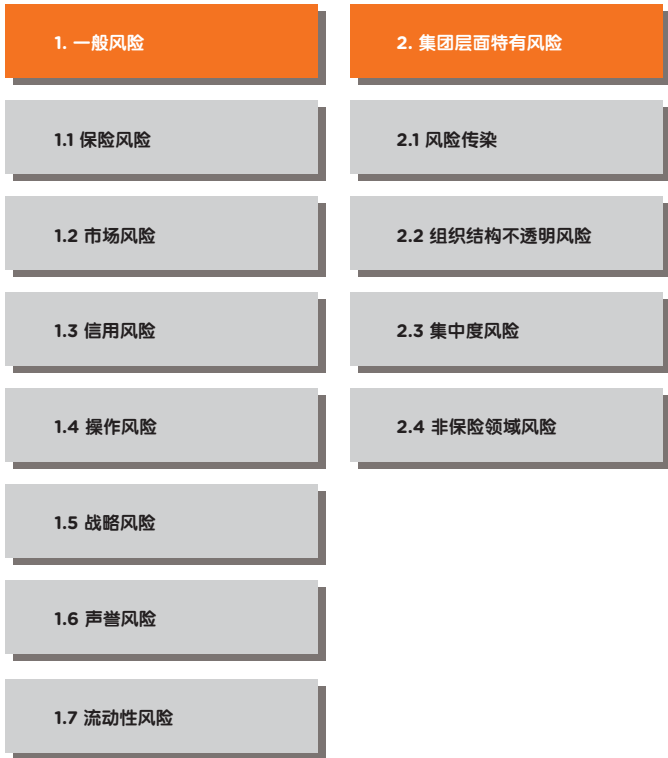 1. 一般风险
1.1 保险风险
1.2 市场风险
1.3 信用风险
1.4 操作风险
1.5 战略风险
1.6 声誉风险
1.7 流动性风险
2. 集团层面特有风险
2.1 风险传染
2.2 组织结构不透明风险
2.3 集中度风险
2.4 非保险领域风险